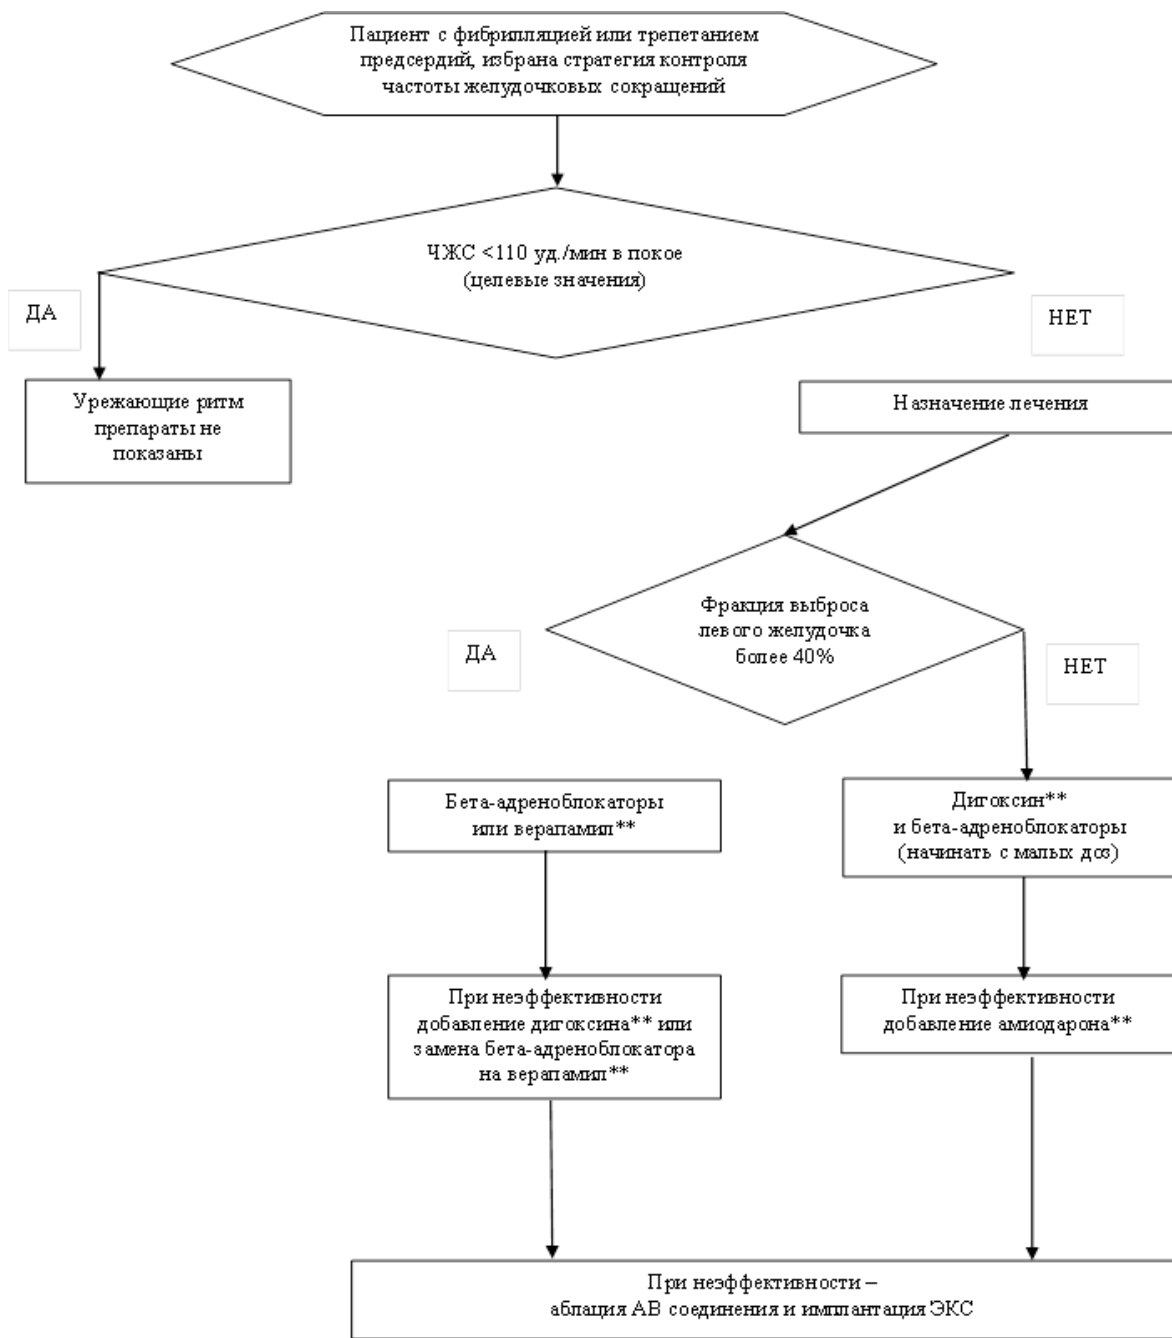 Пациент с фибрилляцией или трепетанием
предсердий, избрана стратегия контроля
частоты желудочковых сокращений
ЧЖС <110 уд./мин в покое
(целевые значения)
ДА
НЕТ
Урежающие ритм
препараты не
показаны
Назначение лечения
Фракция выброса
левого желудочка
более 40%
ДА
НЕТ
Бета-адреноблокаторы
или верапамил**
Дигоксин**
и бета-адреноблокаторы
(начинать с малых доз)
При неэффективности
добавление дигоксина** или
замена бета-адреноблокатора
на верапамил**
При неэффективности
добавление амиодарона**
При неэффективности –
аблация АВ соединения и имплантация ЭКС